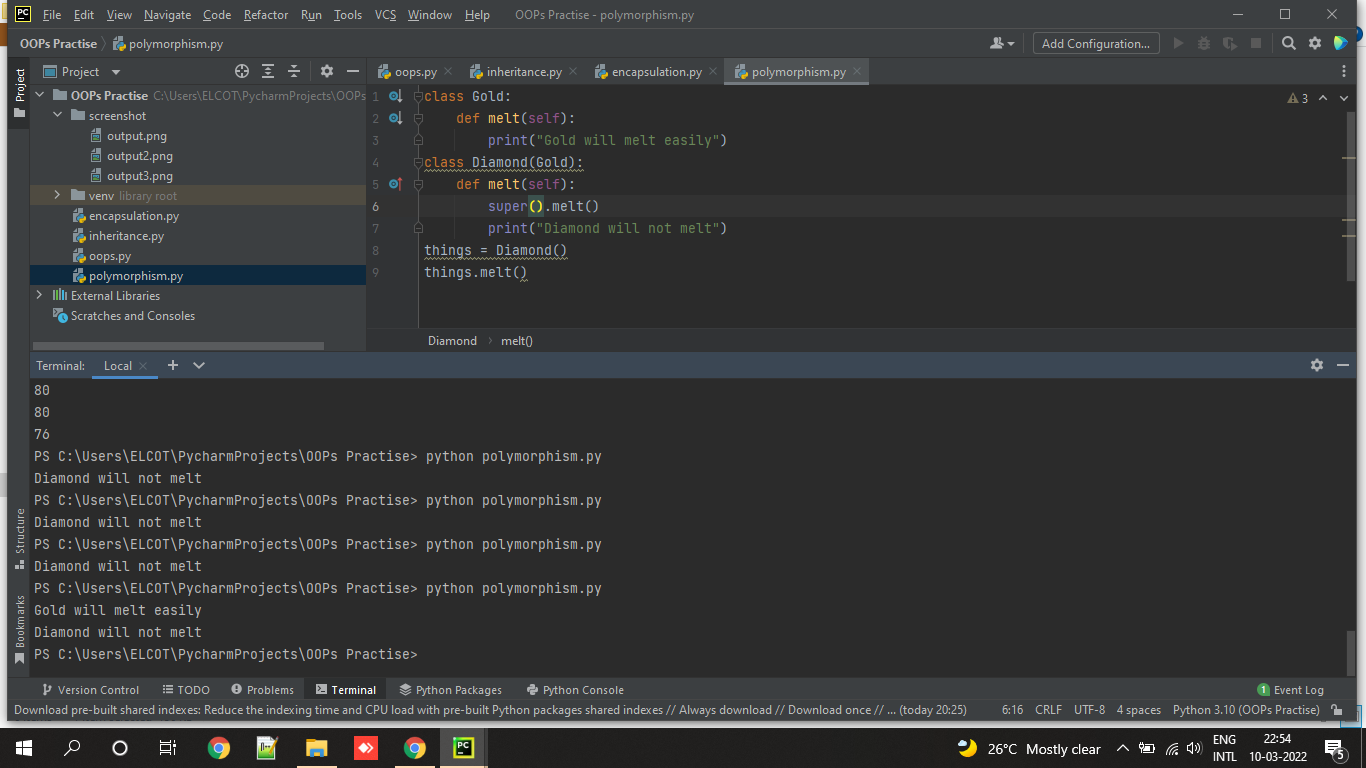 PC File Edit View Navigate Code Refactor Run Tools VCS Window Help OOPs Practise - polymorphism.py
OOPs Practise polymorphism.py Add Configuration...
Project
Project
oops.py inheritance.py encapsulation.py polymorphism.py
OOPs Practise C:\Users\ELCOT\PycharmProjects\OOPs
screenshot
output.png
output2.png
output3.png
venv library root
encapsulation.py
inheritance.py
oops.py
polymorphism.py
External Libraries
Scratches and Consoles
3
1 class Gold:
2     def melt(self):
3         print("Gold will melt easily")
4 class Diamond(Gold):
5     def melt(self):
6         super().melt()
7         print("Diamond will not melt")
8 things = Diamond()
9 things.melt()
Diamond melt()
Terminal: Local
80
80
76
PS C:\Users\ELCOT\PycharmProjects\OOPs Practise> python polymorphism.py
Diamond will not melt
PS C:\Users\ELCOT\PycharmProjects\OOPs Practise> python polymorphism.py
Diamond will not melt
PS C:\Users\ELCOT\PycharmProjects\OOPs Practise> python polymorphism.py
Diamond will not melt
PS C:\Users\ELCOT\PycharmProjects\OOPs Practise> python polymorphism.py
Gold will melt easily
Diamond will not melt
PS C:\Users\ELCOT\PycharmProjects\OOPs Practise>
Structure
Bookmarks
Version Control TODO Problems Terminal Python Packages Python Console 1 Event Log
Download pre-built shared indexes: Reduce the indexing time and CPU load with pre-built Python packages shared indexes // Always download // Download once // ... (today 20:25) 6:16 CRLF UTF-8 4 spaces Python 3.10 (OOPs Practise)
PC 26°C Mostly clear ENG 22:54
INTL 10-03-2022 5